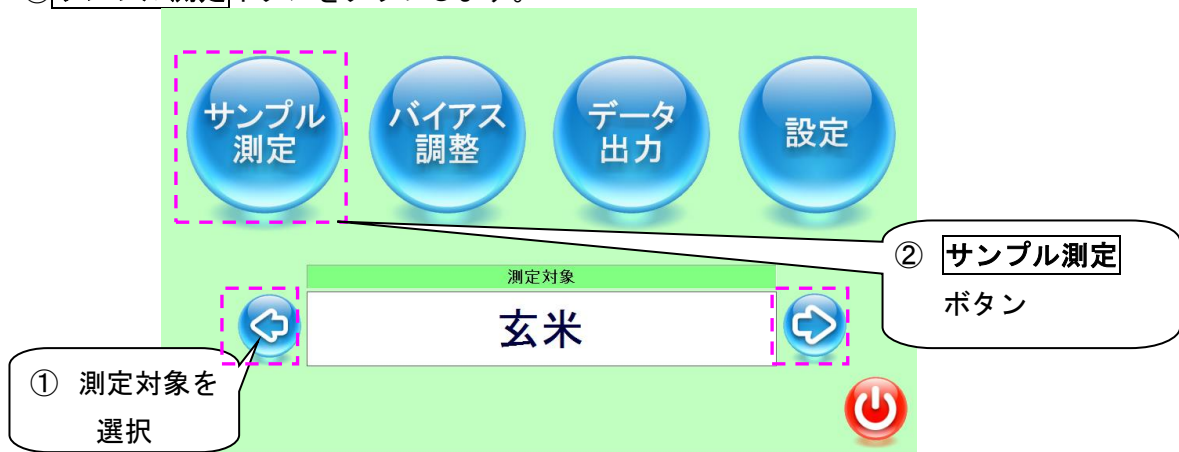 サンプル
測定
バイアス
調整
データ
出力
設定
② サンプル測定
ボタン
測定対象
玄米
① 測定対象を
選択